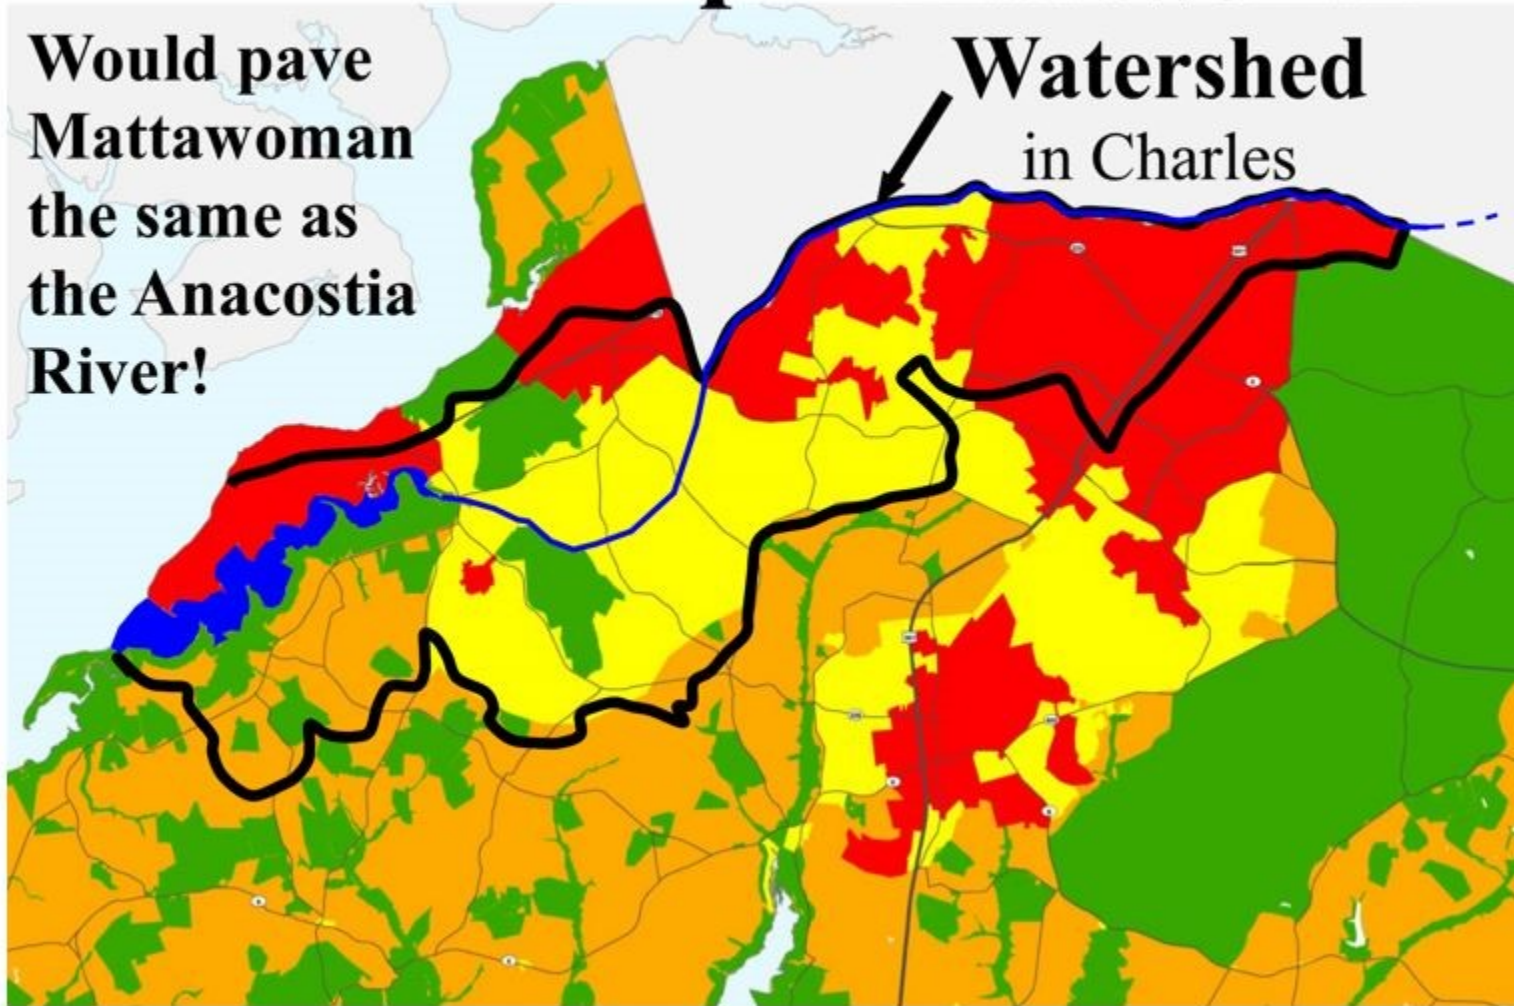 Would pave
Mattawoman
the same as
the Anacostia
River!
Watershed
in Charles